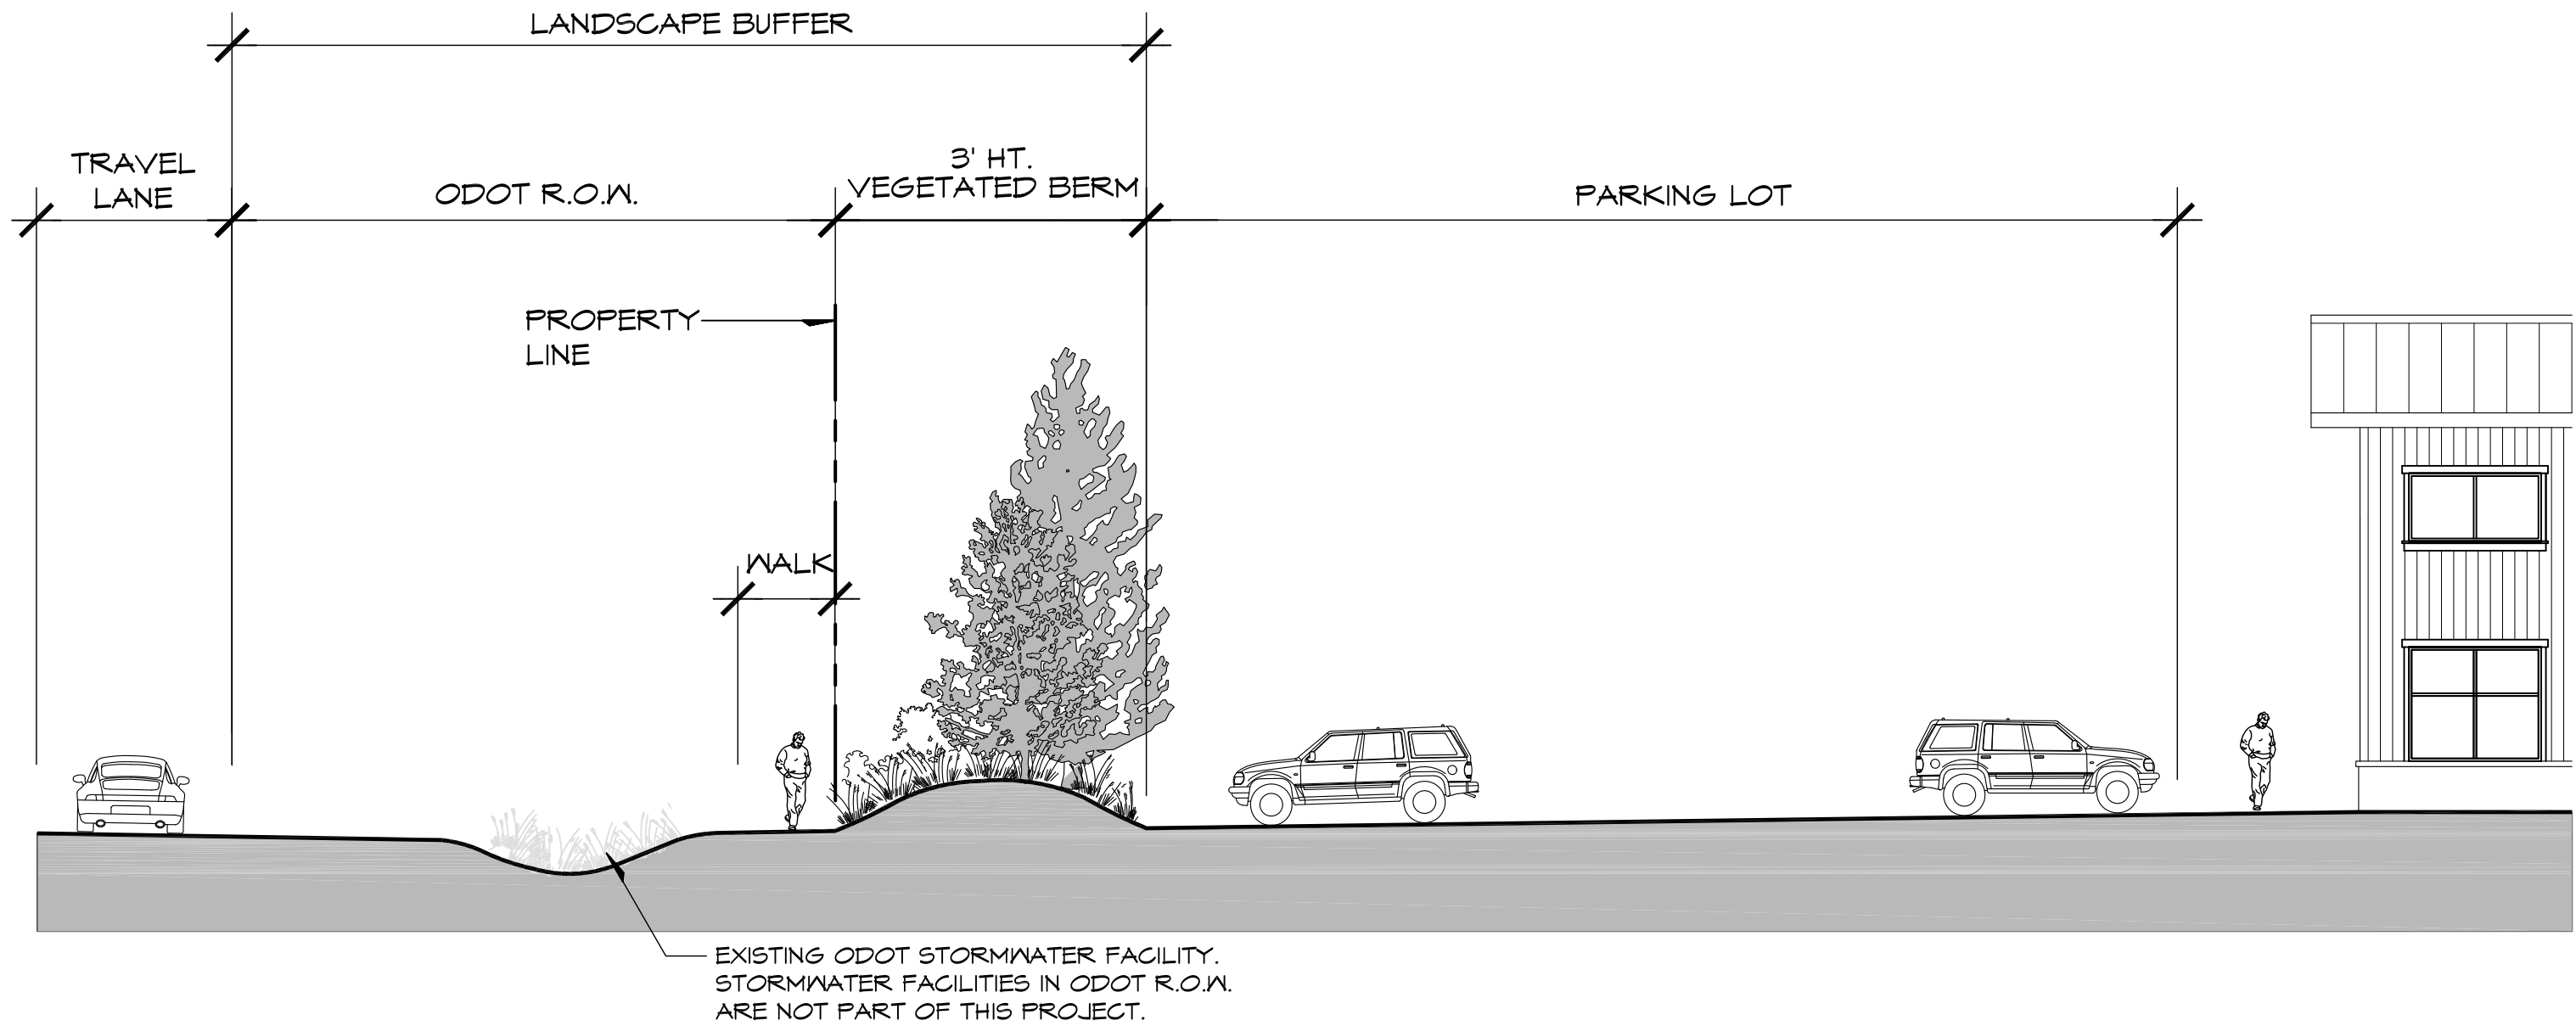 LANDSCAPE BUFFER
TRAVEL
LANE
ODOT R.O.W.
3' HT.
VEGETATED BERM
PARKING LOT
PROPERTY
LINE
WALK
EXISTING ODOT STORMWATER FACILITY.
STORMWATER FACILITIES IN ODOT R.O.W.
ARE NOT PART OF THIS PROJECT.